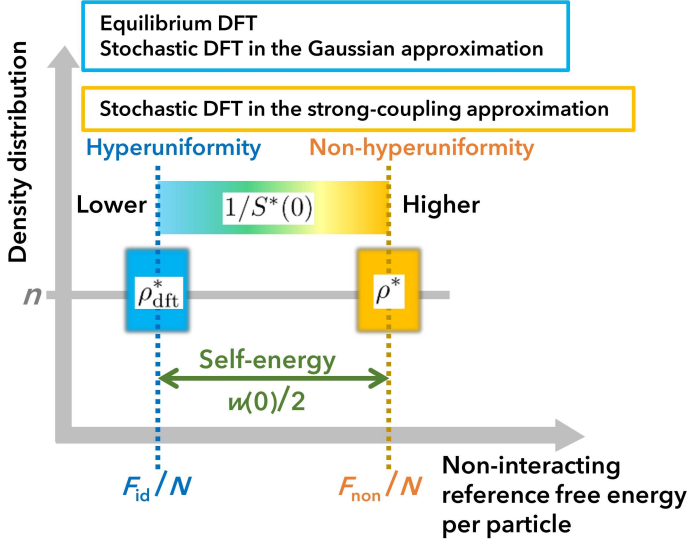 Equilibrium DFT
Stochastic DFT in the Gaussian approximation
Stochastic DFT in the strong-coupling approximation
Density distribution
Hyperuniformity
Non-hyperuniformity
Lower
1/S*(0)
Higher
n
ρ*dft
ρ*
Self-energy
w(0)/2
Fid/N
Fnon/N
Non-interacting
reference free energy
per particle